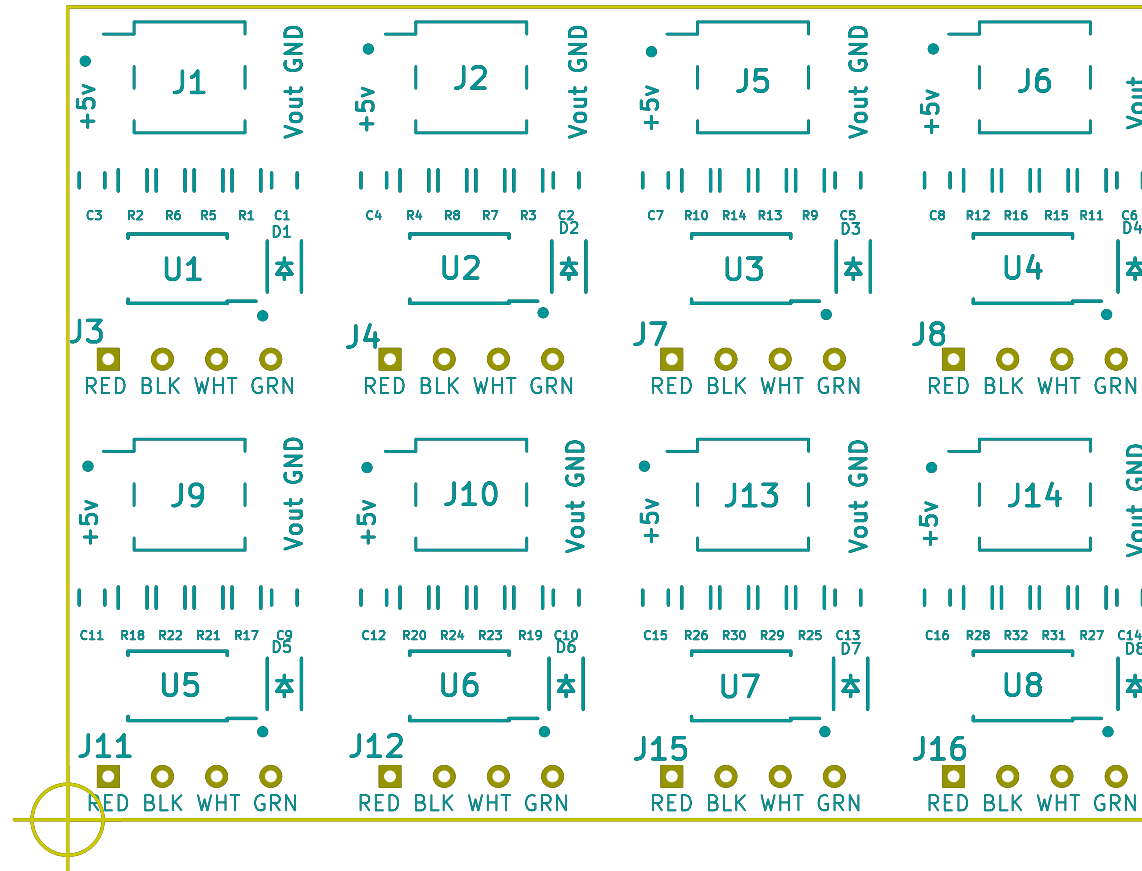 J1 J2 J5 J6
+5v Vout GND +5v Vout GND +5v Vout GND +5v Vout
C3 R2 R6 R5 R1 C1 C4 R4 R8 R7 R3 C2 C7 R10 R14 R13 R9 C5 C8 R12 R16 R15 R11 C6
D1 D2 D3 D4
U1 U2 U3 U4
J3 J4 J7 J8
RED BLK WHT GRN RED BLK WHT GRN RED BLK WHT GRN RED BLK WHT GRN
J9 J10 J13 J14
+5v Vout GND +5v Vout GND +5v Vout GND +5v Vout GND
C11 R18 R22 R21 R17 C9 C12 R20 R24 R23 R19 C10 C15 R26 R30 R29 R25 C13 C16 R28 R32 R31 R27 C14
D5 D6 D7 D8
U5 U6 U7 U8
J11 J12 J15 J16
RED BLK WHT GRN RED BLK WHT GRN RED BLK WHT GRN RED BLK WHT GRN